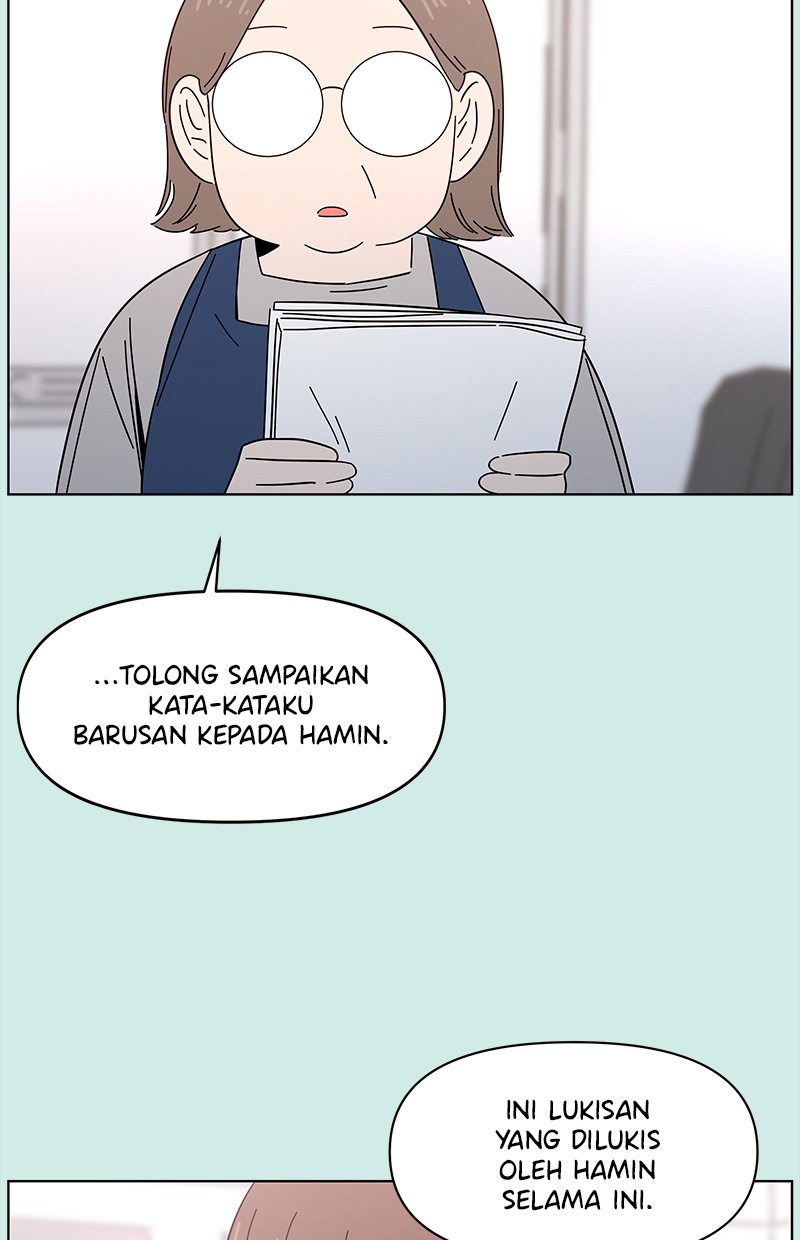 ...TOLONG SAMPAIKAN
KATA-KATAKU
BARUSAN KEPADA HAMIN.
INI LUKISAN
YANG DILUKIS
OLEH HAMIN
SELAMA INI.